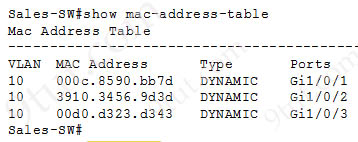 Sales-SW#show mac-address-table
Mac Address Table
------------------------------------------------
VLAN MAC Address Type Ports
10 000c.8590.bb7d DYNAMIC Gi1/0/1
10 3910.3456.9d3d DYNAMIC Gi1/0/2
10 00d0.d323.d343 DYNAMIC Gi1/0/3
Sales-SW#